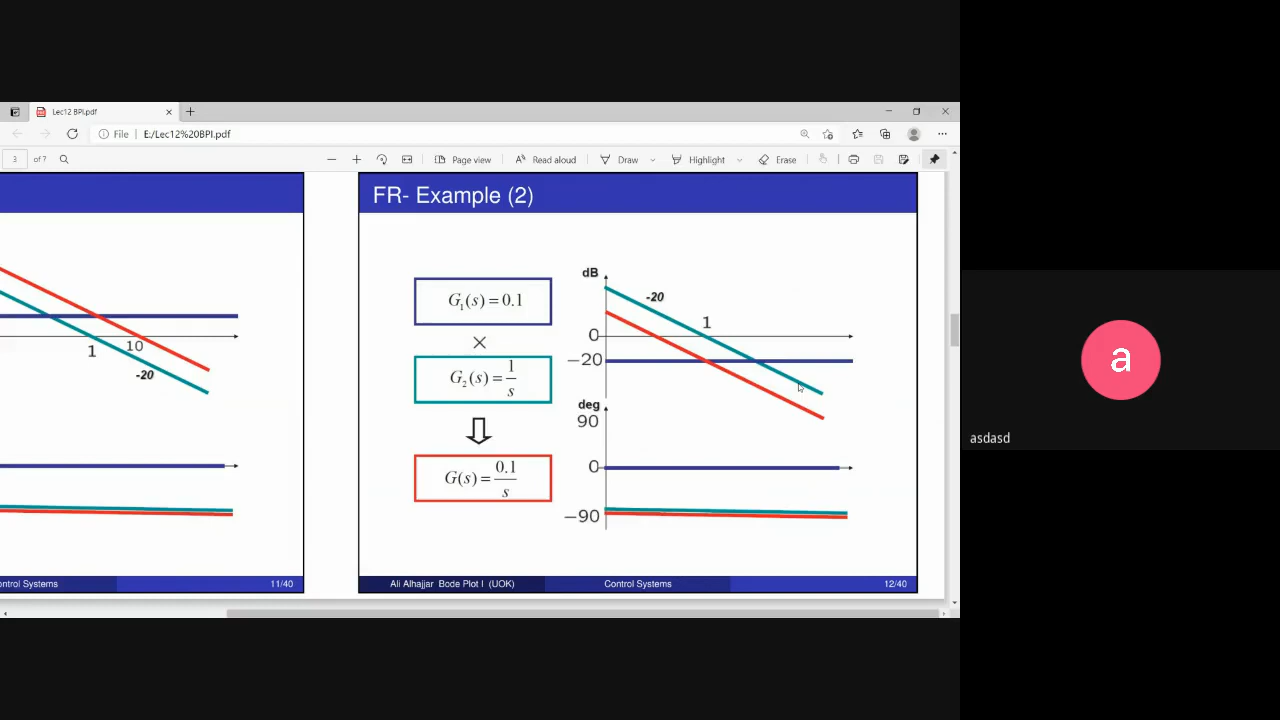 Lec12 BPI.pdf
File
E:/Lec12%20BPI.pdf
3 of 7
Page view
Read aloud
Draw
Highlight
Erase
1
10
-20
ontrol Systems
11/40
FR- Example (2)
G₁(s) = 0.1
×
G₂(s) = 1/s
G(s) = 0.1/s
dB
-20
1
0
−20
deg
90
0
−90
Ali Alhajjar Bode Plot I (UOK)
Control Systems
12/40
a
asdasd